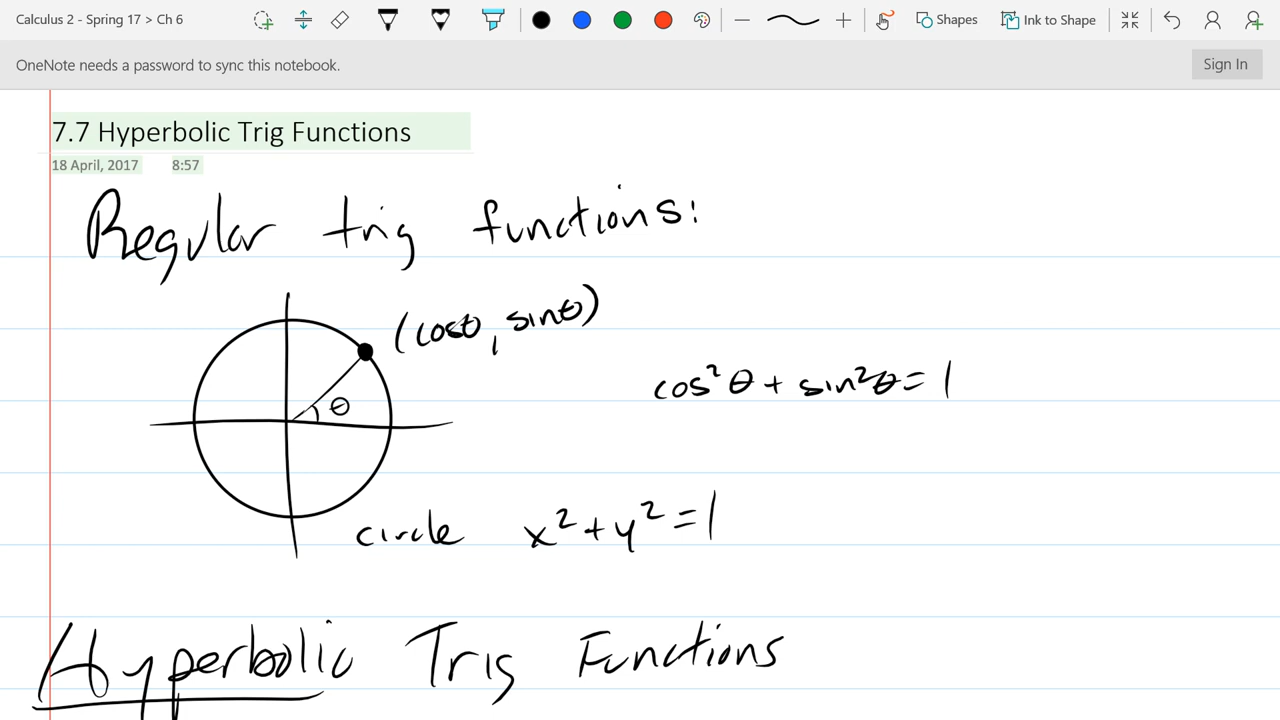 Calculus 2 - Spring 17 > Ch 6
Shapes
Ink to Shape
OneNote needs a password to sync this notebook.
Sign In
7.7 Hyperbolic Trig Functions
18 April, 2017 8:57
Regular trig functions:
(cosθ, sinθ)
θ
cos²θ + sin²θ = 1
circle x² + y² = 1
Hyperbolic Trig Functions